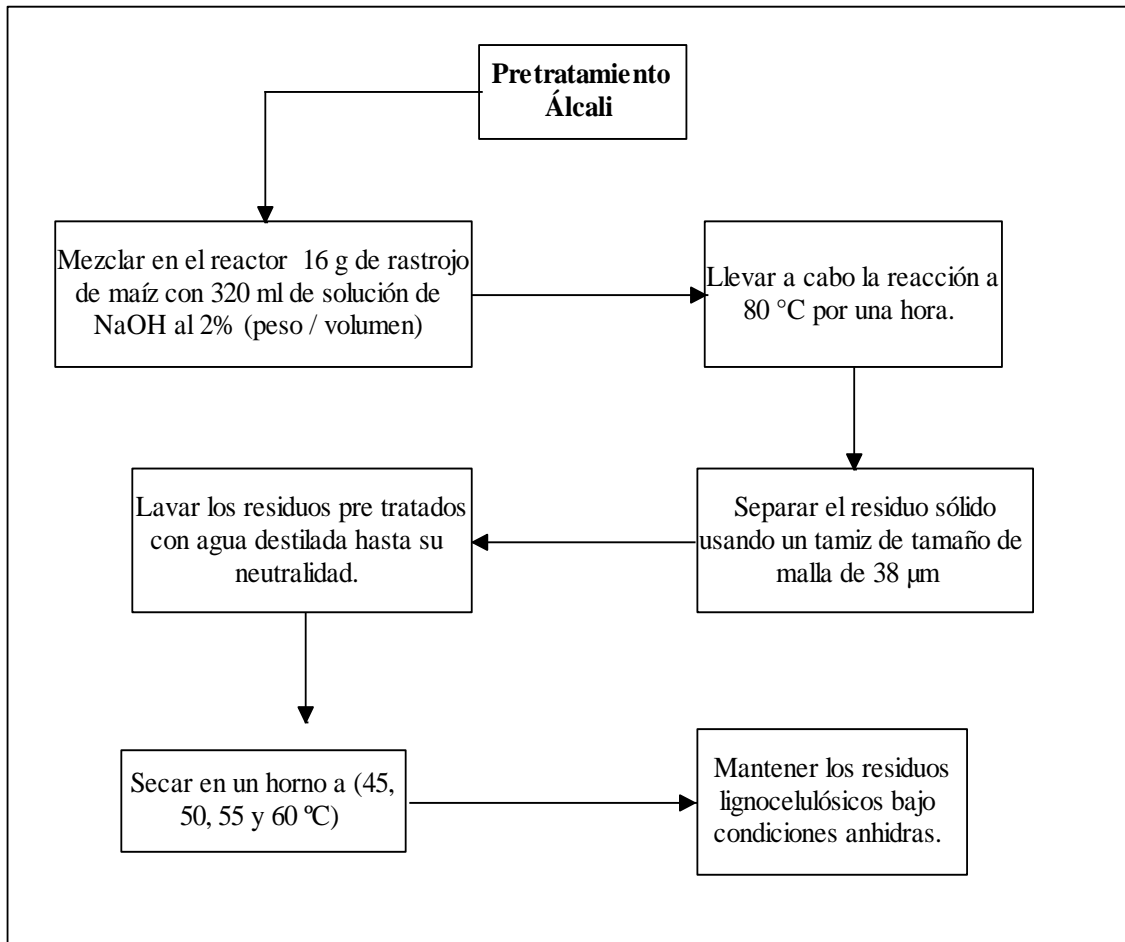 Pretratamiento
Álcali
Mezclar en el reactor 16 g de rastrojo
de maíz con 320 ml de solución de
NaOH al 2% (peso / volumen)
Llevar a cabo la reacción a
80 °C por una hora.
Separar el residuo sólido
usando un tamiz de tamaño de
malla de 38 µm
Lavar los residuos pre tratados
con agua destilada hasta su
neutralidad.
Secar en un horno a (45,
50, 55 y 60 ºC)
Mantener los residuos
lignocelulósicos bajo
condiciones anhidras.